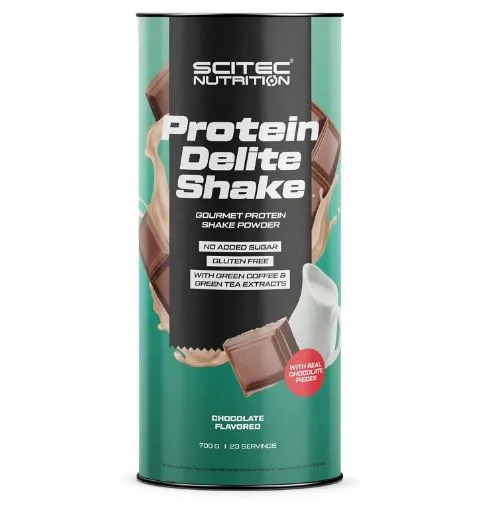 SCITEC
NUTRITION
Protein
Delite
Shake
GOURMET PROTEIN
SHAKE POWDER
NO ADDED SUGAR
GLUTEN FREE
WITH GREEN COFFEE &
GREEN TEA EXTRACTS
WITH REAL
CHOCOLATE
PIECES
CHOCOLATE
FLAVORED
700 G | 23 SERVINGS